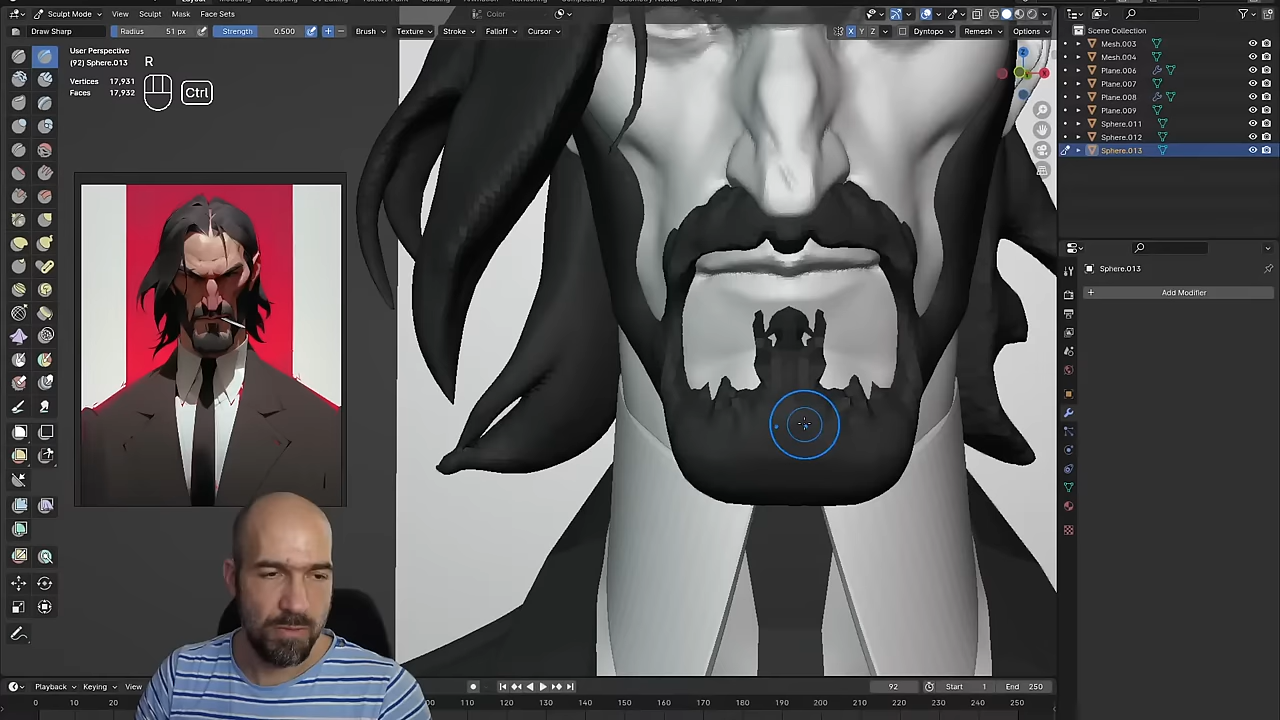 Sculpt Mode View Sculpt Mask Face Sets Color
Draw Sharp Radius 51 px Strength 0.500 Brush Texture Stroke Falloff Cursor X Y Z Dyntopo Remesh Options
User Perspective
(92) Sphere.013
R
Vertices 17,931
Faces 17,932
Ctrl
Scene Collection
Mesh.003
Mesh.004
Plane.006
Plane.007
Plane.008
Plane.009
Sphere.011
Sphere.012
Sphere.013
Sphere.013
+ Add Modifier
Playback Keying View 92 Start 1 End 250
0 10 20 100 110 120 130 140 150 160 170 180 190 200 210 220 230 240 250